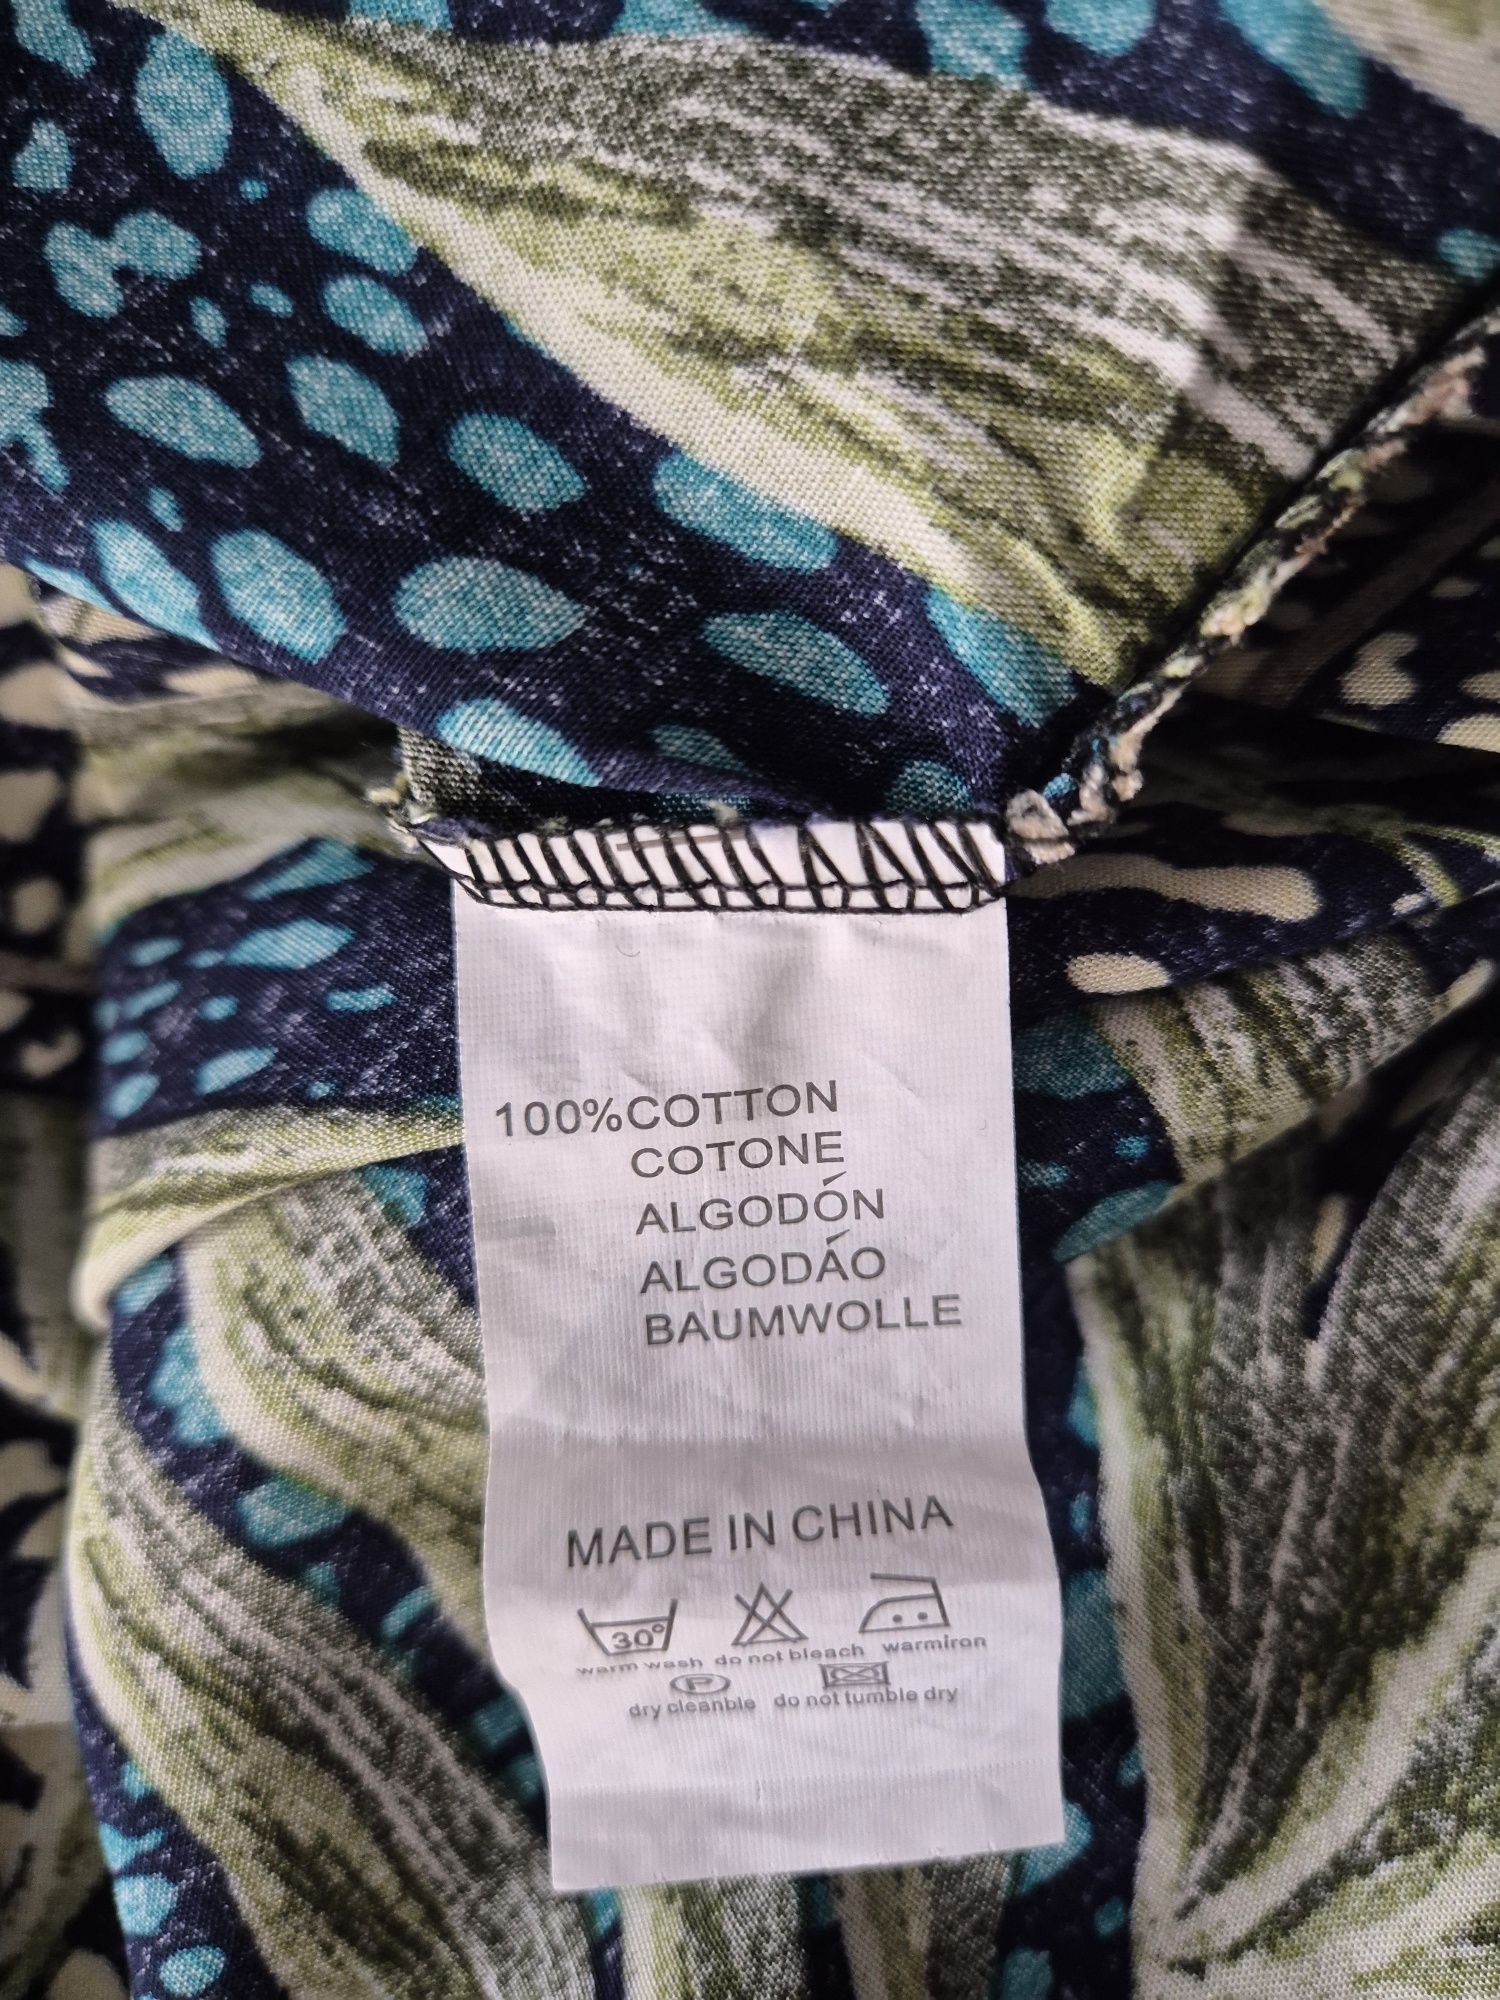 100%COTTON
COTONE
ALGODÓN
ALGODÁO
BAUMWOLLE
MADE IN CHINA
30°
warm wash do not bleach warmiron
P
dry cleanble do not tumble dry